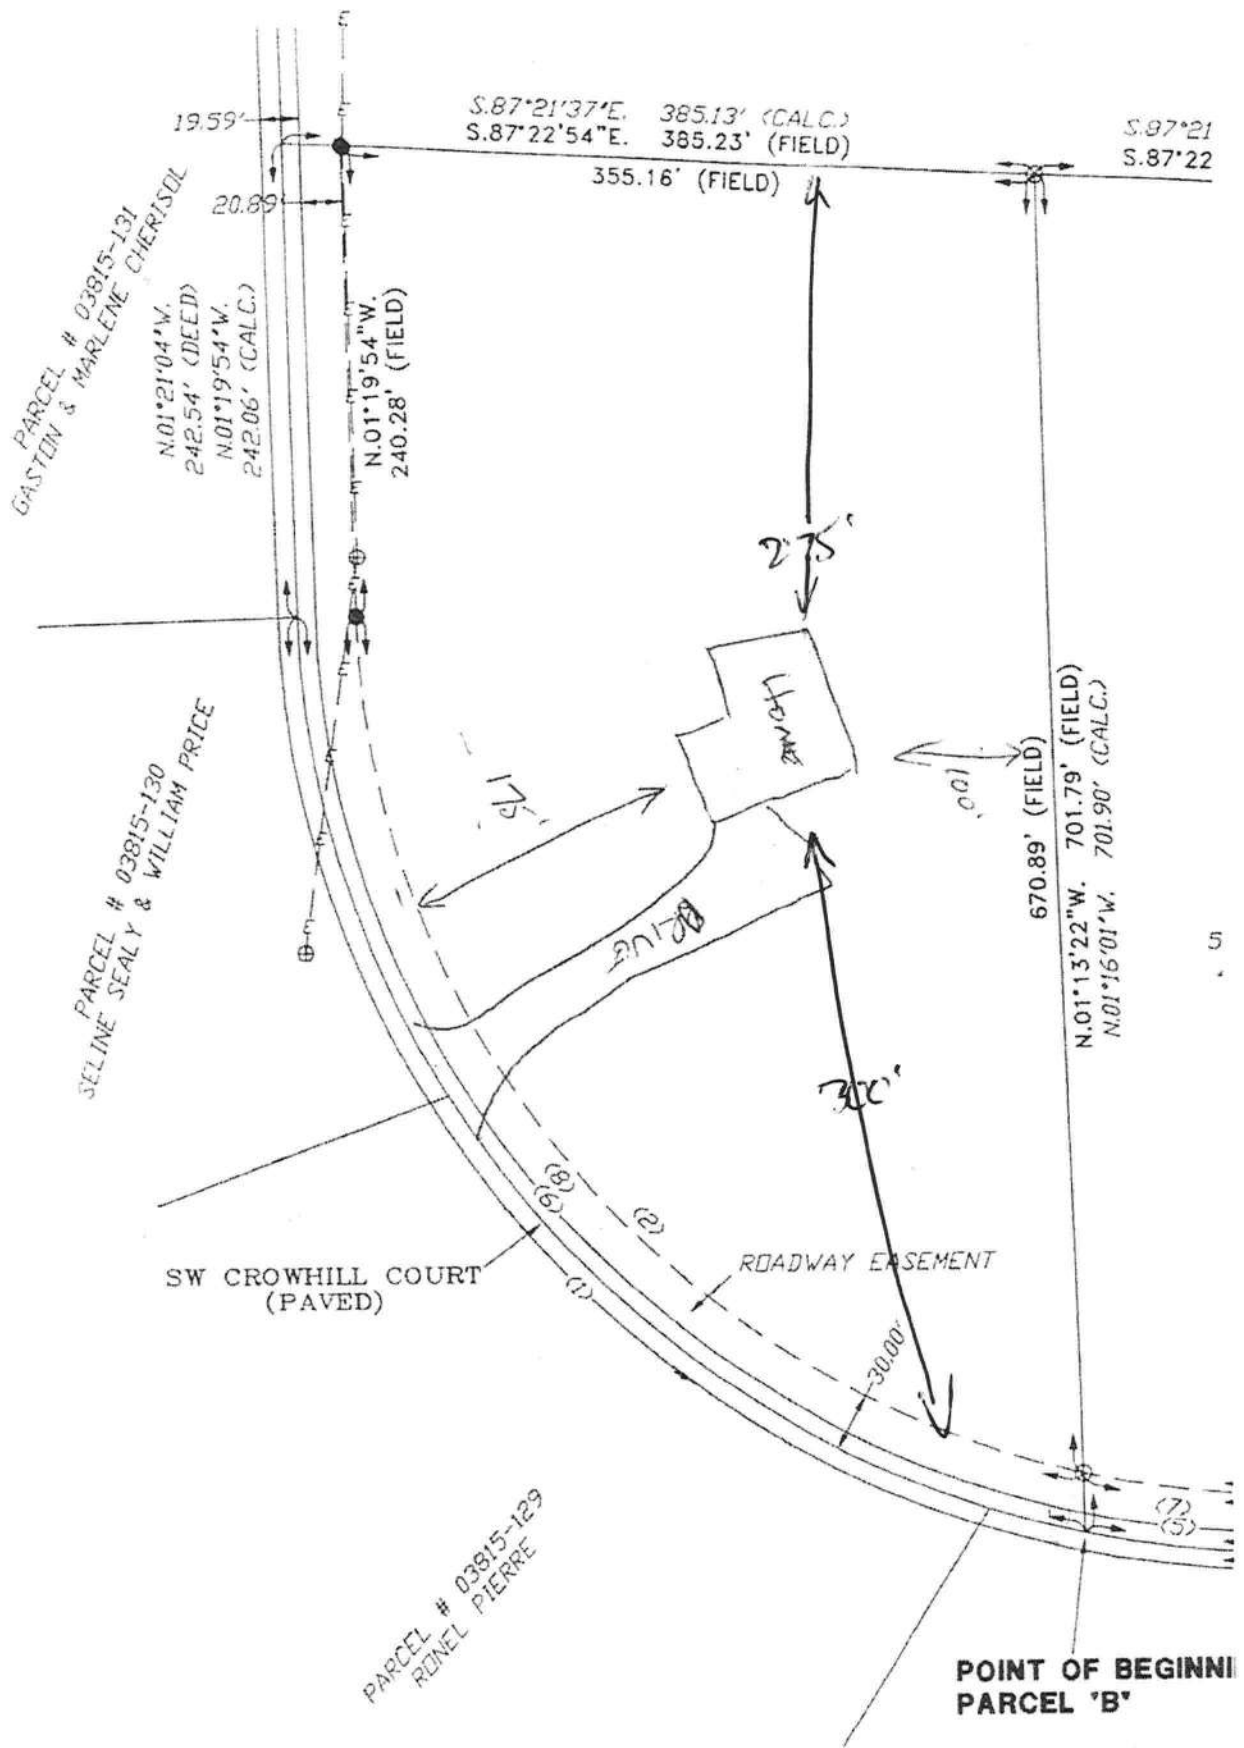 E
E
19.59'
S.87°21'37"E. 385.13' (CALC.)
S.87°22'54"E. 385.23' (FIELD)
355.16' (FIELD)
S.87°21
S.87°22
20.89'
PARCEL # 03815-131
GASTON & MARLENE CHERISOL
N.01°21'04"W.
242.54' (DEED)
N.01°19'54"W.
242.06' (CALC.)
N.01°19'54"W.
240.28' (FIELD)
E
E
E
E
E
275'
Home
100'
670.89' (FIELD)
N.01°13'22"W. 701.79' (FIELD)
N.01°16'01"W. 701.90' (CALC.)
5
E
E
E
E
PARCEL # 03815-130
SELINE SEALY & WILLIAM PRICE
Drive
300'
(8)
(6)
(2)
SW CROWHILL COURT
(PAVED)
(1)
ROADWAY EASEMENT
30.00'
(7)
(5)
PARCEL # 03815-129
RONEL PIERRE
POINT OF BEGINNI
PARCEL "B"